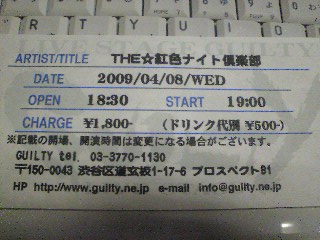 R T Y U I O
ARTIST/TITLE THE☆紅色ナイト倶楽部
DATE 2009/04/08/WED
OPEN 18:30 START 19:00
CHARGE ¥1,800- (ドリンク代別 ¥500-)
※記載の開場、開演時間は変更になる場合がございます。
GUILTY tel. 03-3770-1130
〒150-0043 渋谷区道玄坂1-17-6 プロスペクトB1
HP http://www.guilty.ne.jp e-mail info@guilty.ne.jp